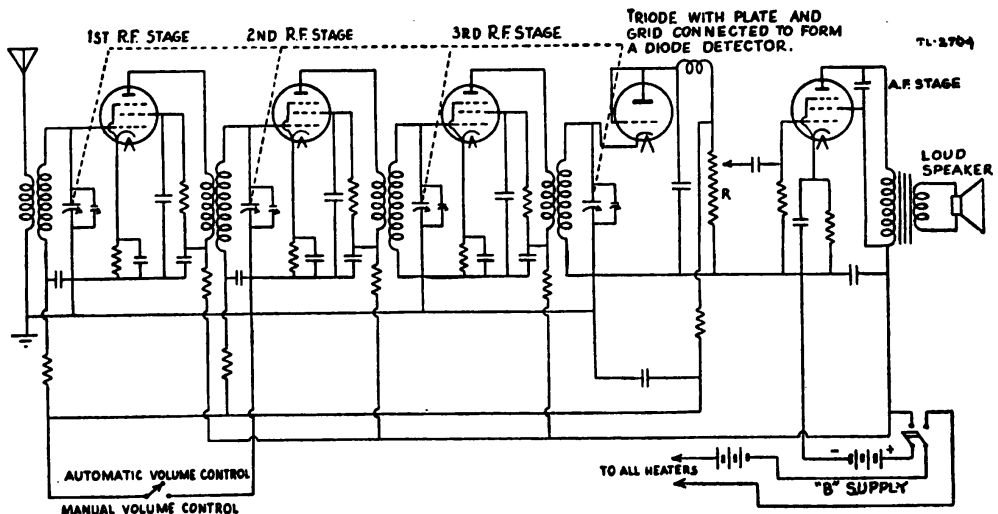 TRIODE WITH PLATE AND
GRID CONNECTED TO FORM
A DIODE DETECTOR.
TL-2704
1ST R.F. STAGE
2ND R.F. STAGE
3RD R.F. STAGE
A.F. STAGE
LOUD
SPEAKER
R
AUTOMATIC VOLUME CONTROL
MANUAL VOLUME CONTROL
TO ALL HEATERS
- +
"B" SUPPLY